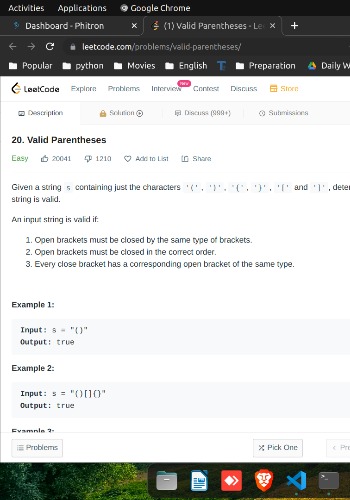 Activities Applications Google Chrome
Dashboard - Phitron
(1) Valid Parentheses - Le
leetcode.com/problems/valid-parentheses/
Popular python Movies English Preparation Daily W
LeetCode Explore Problems Interview New Contest Discuss Store
Description Solution Discuss (999+) Submissions
20. Valid Parentheses
Easy 20041 1210 Add to List Share
Given a string s containing just the characters '(', ')', '{', '}', '[' and ']', deter
string is valid.
An input string is valid if:
1. Open brackets must be closed by the same type of brackets.
2. Open brackets must be closed in the correct order.
3. Every close bracket has a corresponding open bracket of the same type.
Example 1:
Input: s = "()"
Output: true
Example 2:
Input: s = "()[]{}"
Output: true
Example 3:
Problems Pick One Pre